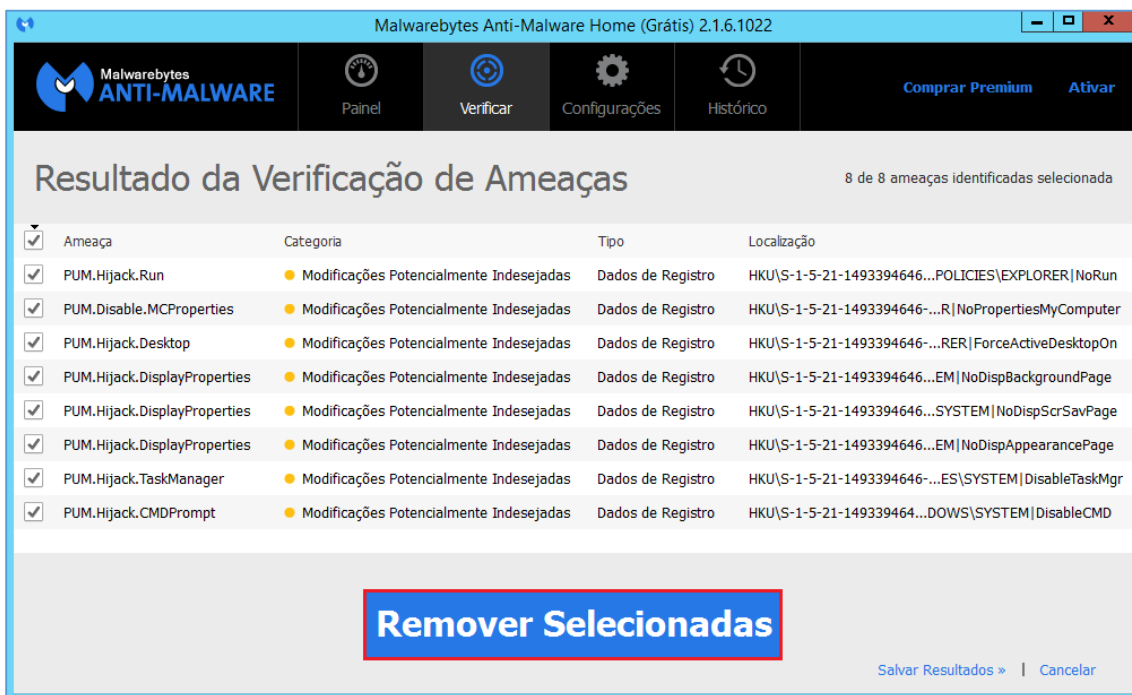 Malwarebytes Anti-Malware Home (Grátis) 2.1.6.1022
Malwarebytes
ANTI-MALWARE
Painel
Verificar
Configurações
Histórico
Comprar Premium
Ativar
Resultado da Verificação de Ameaças
8 de 8 ameaças identificadas selecionada
Ameaça Categoria Tipo Localização
PUM.Hijack.Run Modificações Potencialmente Indesejadas Dados de Registro HKU\S-1-5-21-1493394646...POLICIES\EXPLORER|NoRun
PUM.Disable.MCProperties Modificações Potencialmente Indesejadas Dados de Registro HKU\S-1-5-21-1493394646-...R|NoPropertiesMyComputer
PUM.Hijack.Desktop Modificações Potencialmente Indesejadas Dados de Registro HKU\S-1-5-21-1493394646-...RER|ForceActiveDesktopOn
PUM.Hijack.DisplayProperties Modificações Potencialmente Indesejadas Dados de Registro HKU\S-1-5-21-1493394646...EM|NoDispBackgroundPage
PUM.Hijack.DisplayProperties Modificações Potencialmente Indesejadas Dados de Registro HKU\S-1-5-21-1493394646...SYSTEM|NoDispScrSavPage
PUM.Hijack.DisplayProperties Modificações Potencialmente Indesejadas Dados de Registro HKU\S-1-5-21-1493394646...EM|NoDispAppearancePage
PUM.Hijack.TaskManager Modificações Potencialmente Indesejadas Dados de Registro HKU\S-1-5-21-1493394646-...ES\SYSTEM|DisableTaskMgr
PUM.Hijack.CMDPrompt Modificações Potencialmente Indesejadas Dados de Registro HKU\S-1-5-21-149339464...DOWS\SYSTEM|DisableCMD
Remover Selecionadas
Salvar Resultados » | Cancelar